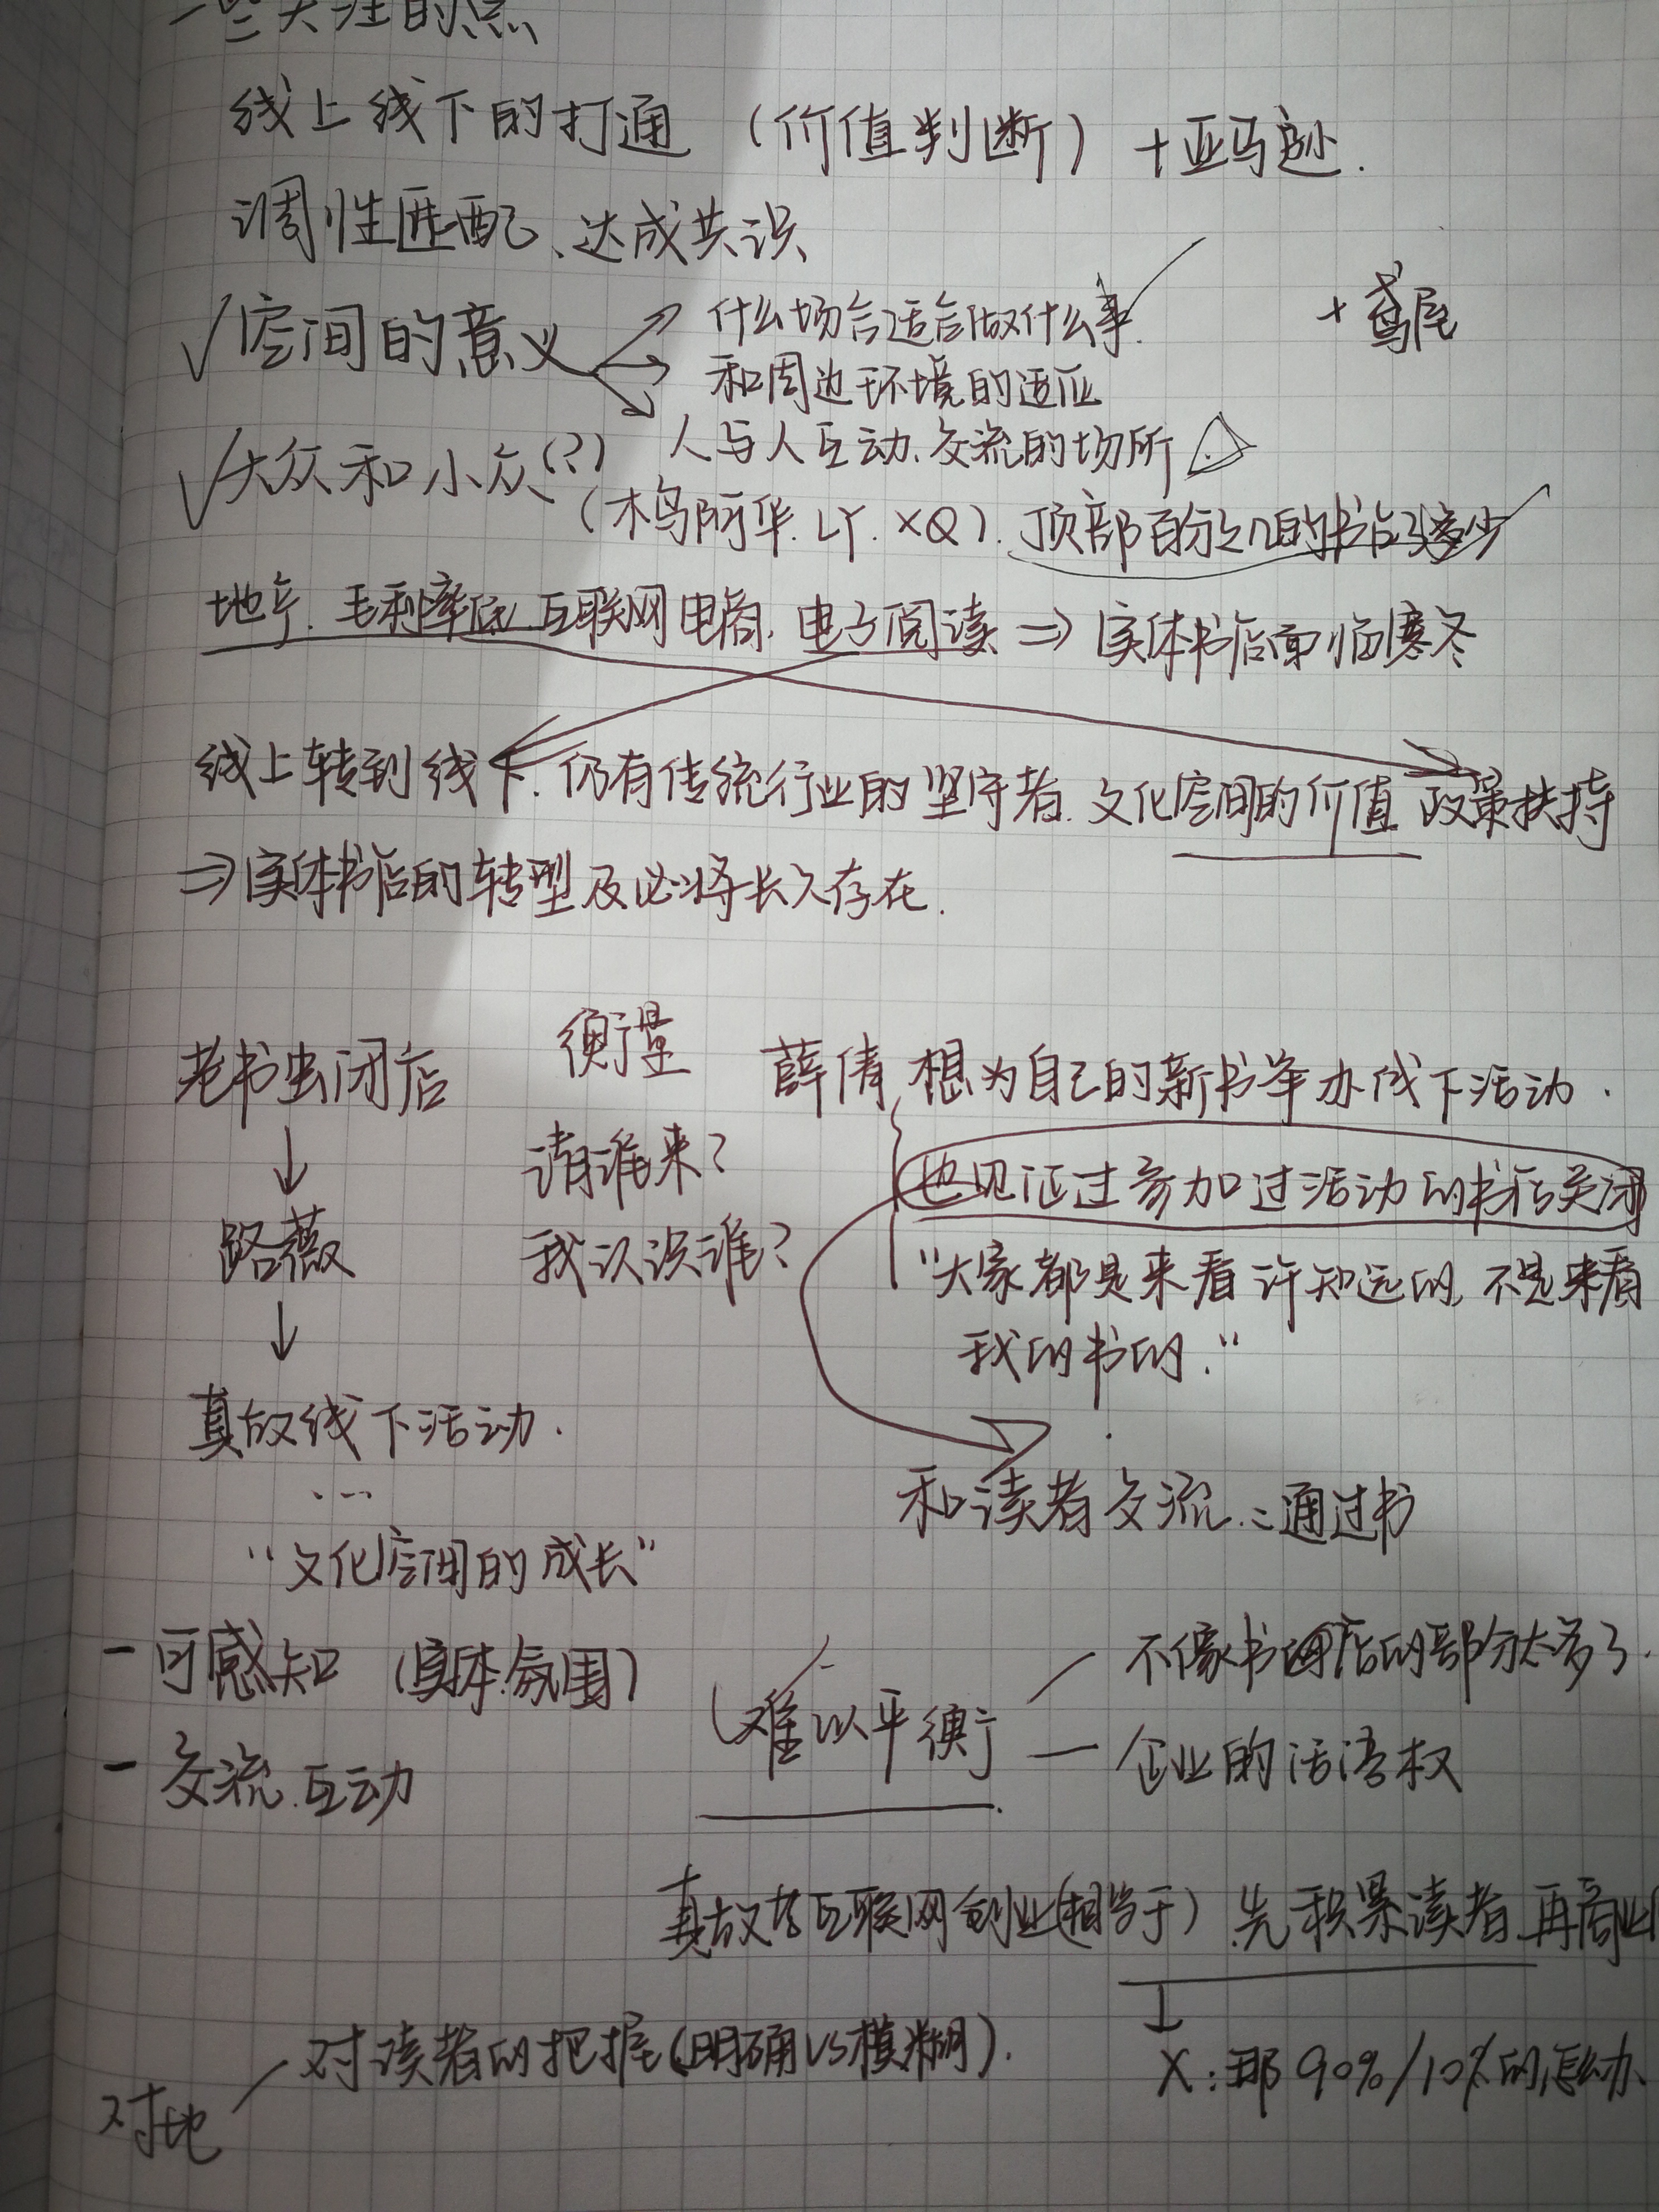 一些关注的点
线上线下的打通 （价值判断） +亚马逊.
调性匹配、达成共识
√空间的意义 什么场合适合做什么事.
和周边环境的适应
+鸢尾
人与人互动、交流的场所
√大众和小众(?)
(木鸟阿华. LY. XQ). 顶部百分之几的书占了多少
地产. 毛利率低. 互联网电商. 电子阅读 ⇒ 实体书店面临寒冬
线上转到线下. 仍有传统行业的坚守者. 文化空间的价值 政策扶持
⇒实体书店的转型及必将长久存在.
老书虫闭店
↓
路薇
↓
真故线下活动.
...
"文化空间的成长"
- 可感知 (实体.氛围)
- 交流.互动
衡量
请谁来?
我认识谁?
薛倩 想为自己的新书举办线下活动.
也见证过参加过活动的书店关闭
"大家都是来看许知远的, 不是来看
我的书的."
和读者交流.:通过书
√难以平衡
— 不像书店的部分太多了.
— 企业的话语权
真故 互联网创业(相当于) 先积累读者.再商业
X: 那90%/10%的怎么办
对读者的把握(明确VS模糊).
对地